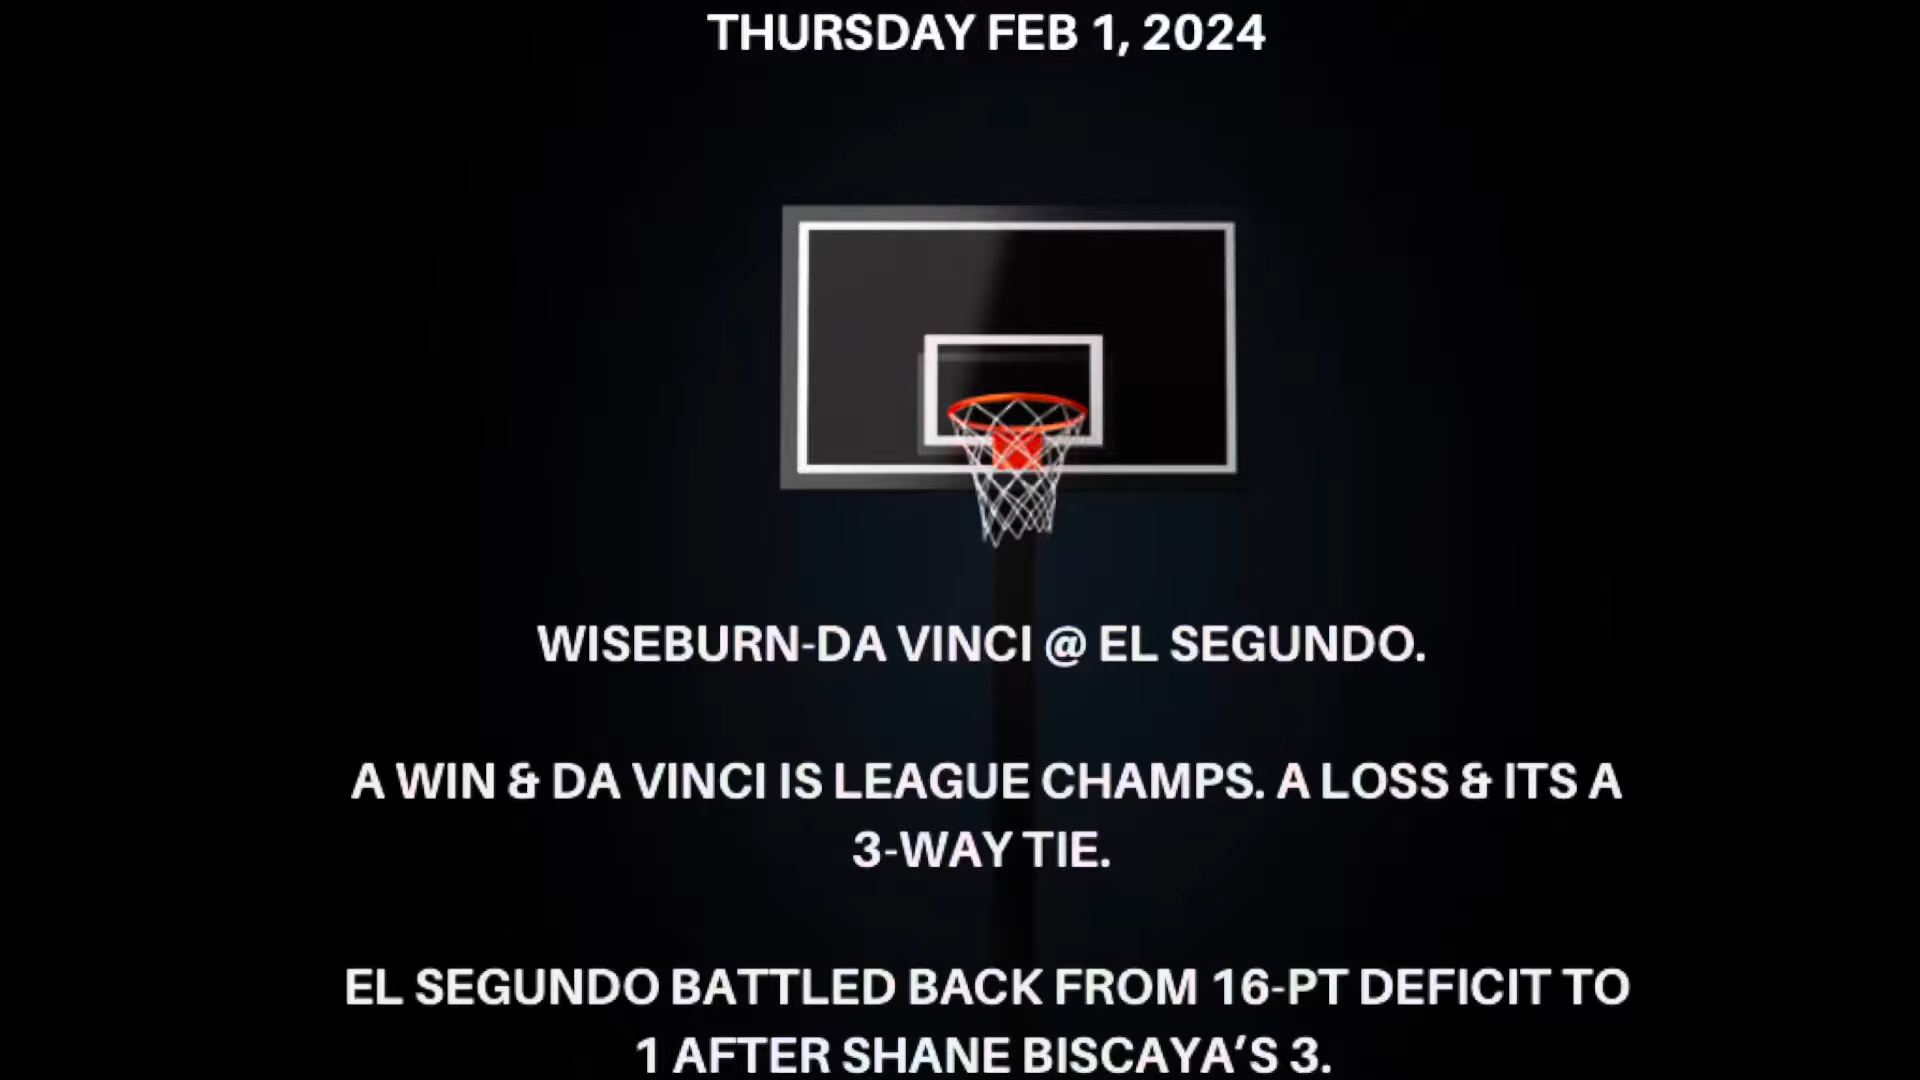 THURSDAY FEB 1, 2024
WISEBURN-DA VINCI @ EL SEGUNDO.
A WIN & DA VINCI IS LEAGUE CHAMPS. A LOSS & ITS A
3-WAY TIE.
EL SEGUNDO BATTLED BACK FROM 16-PT DEFICIT TO
1 AFTER SHANE BISCAYA'S 3.